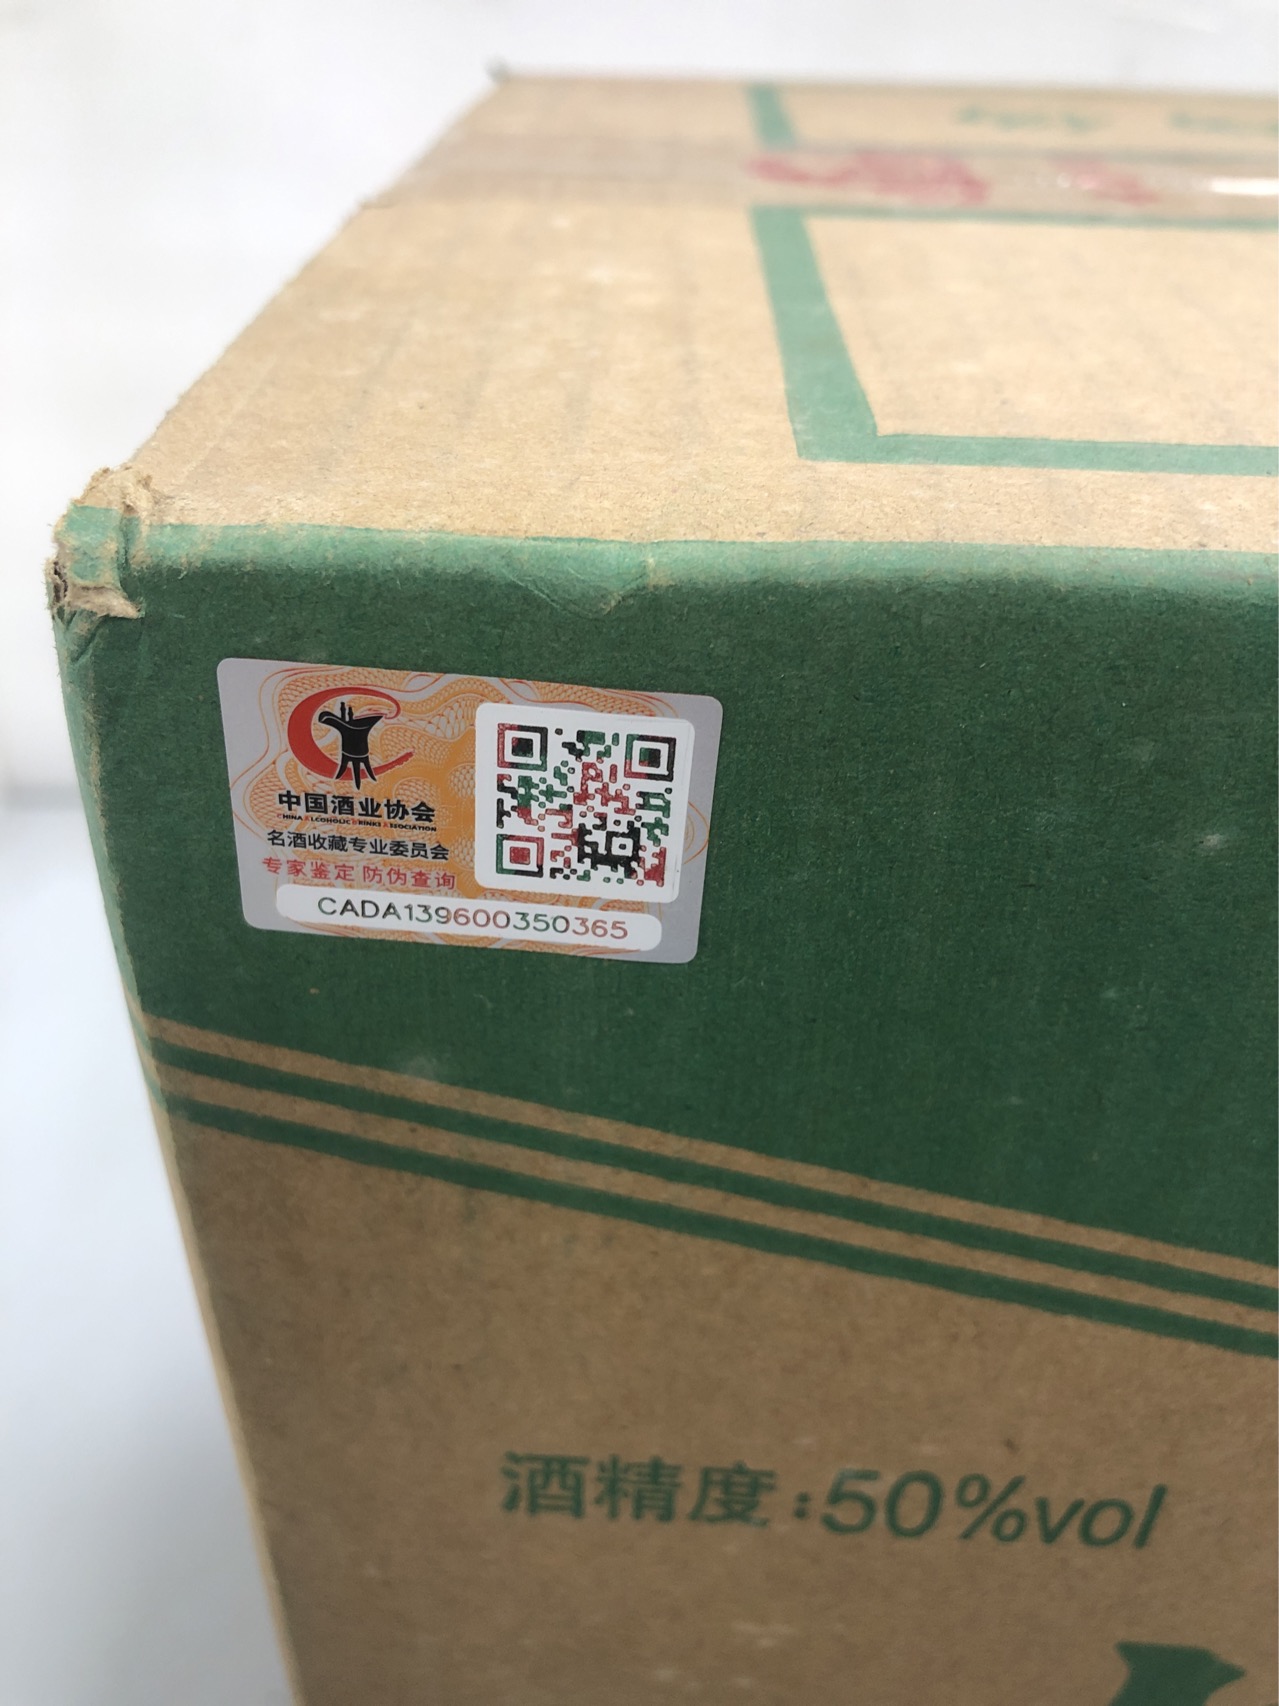 中国酒业协会
CHINA ALCOHOLIC DRINKS ASSOCIATION
名酒收藏专业委员会
专家鉴定 防伪查询
CADA139600350365
酒精度:50%vol